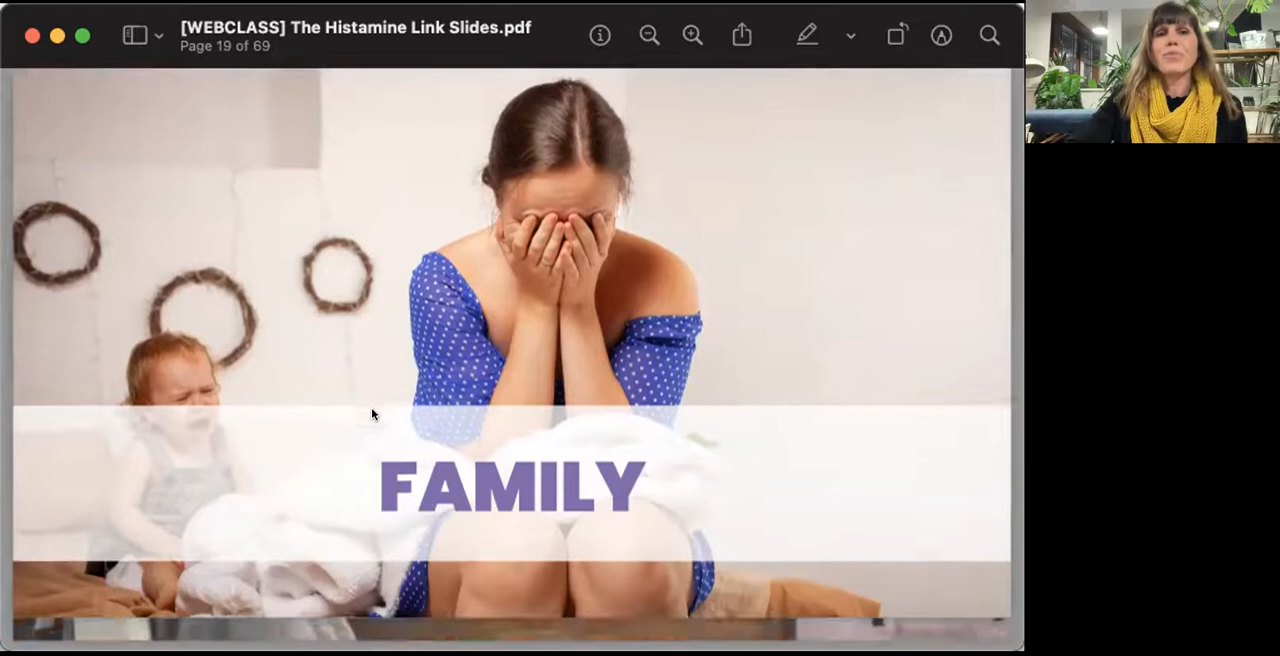 [WEBCLASS] The Histamine Link Slides.pdf
Page 19 of 69
FAMILY